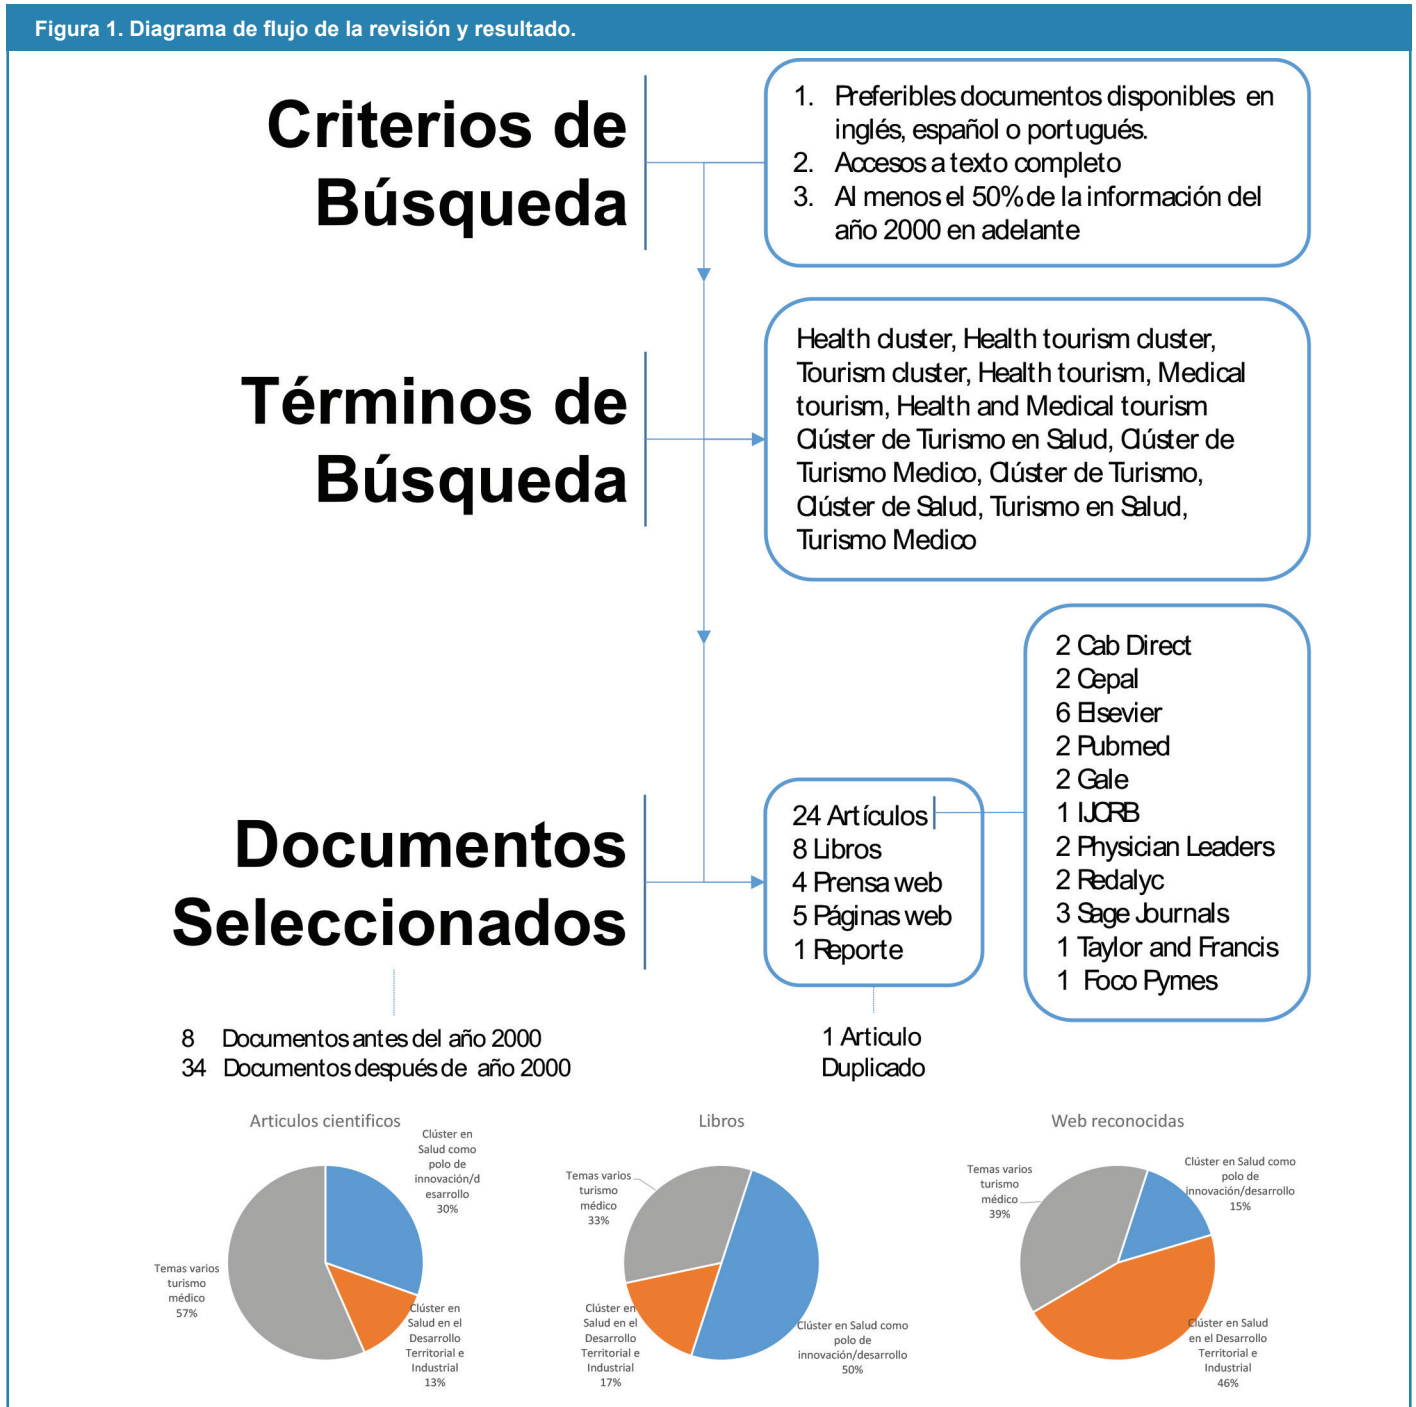 Figura 1. Diagrama de flujo de la revisión y resultado.
Criterios de
Búsqueda
1. Preferibles documentos disponibles en
inglés, español o portugués.
2. Accesos a texto completo
3. Al menos el 50% de la información del
año 2000 en adelante
Términos de
Búsqueda
Health cluster, Health tourism cluster,
Tourism cluster, Health tourism, Medical
tourism, Health and Medical tourism
Clúster de Turismo en Salud, Clúster de
Turismo Medico, Clúster de Turismo,
Clúster de Salud, Turismo en Salud,
Turismo Medico
Documentos
Seleccionados
24 Artículos
8 Libros
4 Prensa web
5 Páginas web
1 Reporte
2 Cab Direct
2 Cepal
6 Elsevier
2 Pubmed
2 Gale
1 IJCRB
2 Physician Leaders
2 Redalyc
3 Sage Journals
1 Taylor and Francis
1 Foco Pymes
8 Documentos antes del año 2000
34 Documentos después de año 2000
1 Articulo
Duplicado
Articulos cientificos
Clúster en
Salud como
polo de
innovación/d
esarrollo
30%
Temas varios
turismo
médico
57%
Clúster en
Salud en el
Desarrollo
Territorial e
Industrial
13%
Libros
Temas varios
turismo
médico
33%
Clúster en
Salud en el
Desarrollo
Territorial e
Industrial
17%
Clúster en Salud como
polo de
innovación/desarrollo
50%
Web reconocidas
Temas varios
turismo
médico
39%
Clúster en Salud como
polo de
innovación/desarrollo
15%
Clúster en Salud
en el Desarrollo
Territorial e
Industrial
46%